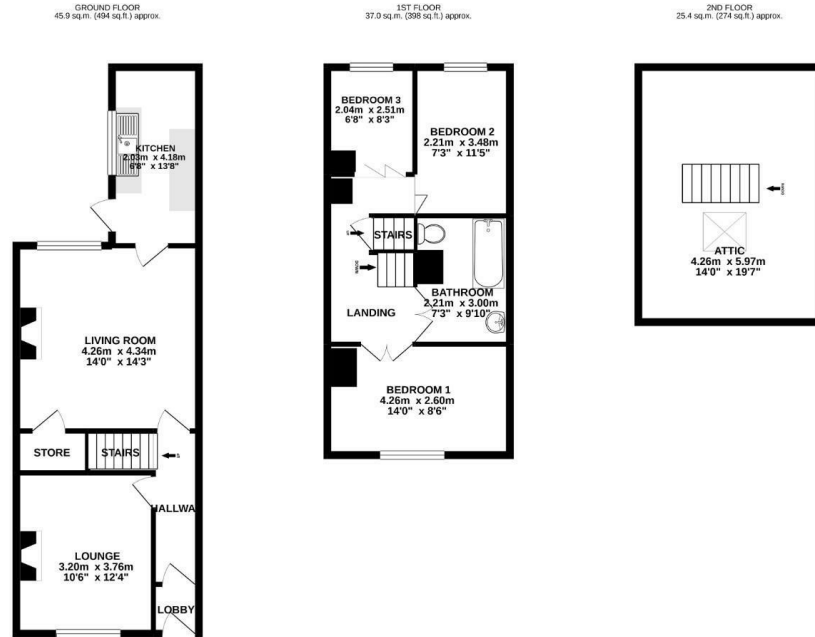 GROUND FLOOR
45.9 sq.m. (494 sq.ft.) approx.
KITCHEN
2.03m x 4.18m
6'8" x 13'8"
LIVING ROOM
4.26m x 4.34m
14'0" x 14'3"
STORE
STAIRS
HALLWA
LOUNGE
3.20m x 3.76m
10'6" x 12'4"
LOBBY
1ST FLOOR
37.0 sq.m. (398 sq.ft.) approx.
BEDROOM 3
2.04m x 2.51m
6'8" x 8'3"
BEDROOM 2
2.21m x 3.48m
7'3" x 11'5"
STAIRS
DOWN
BATHROOM
2.21m x 3.00m
7'3" x 9'10"
LANDING
BEDROOM 1
4.26m x 2.60m
14'0" x 8'6"
2ND FLOOR
25.4 sq.m. (274 sq.ft.) approx.
ATTIC
4.26m x 5.97m
14'0" x 19'7"